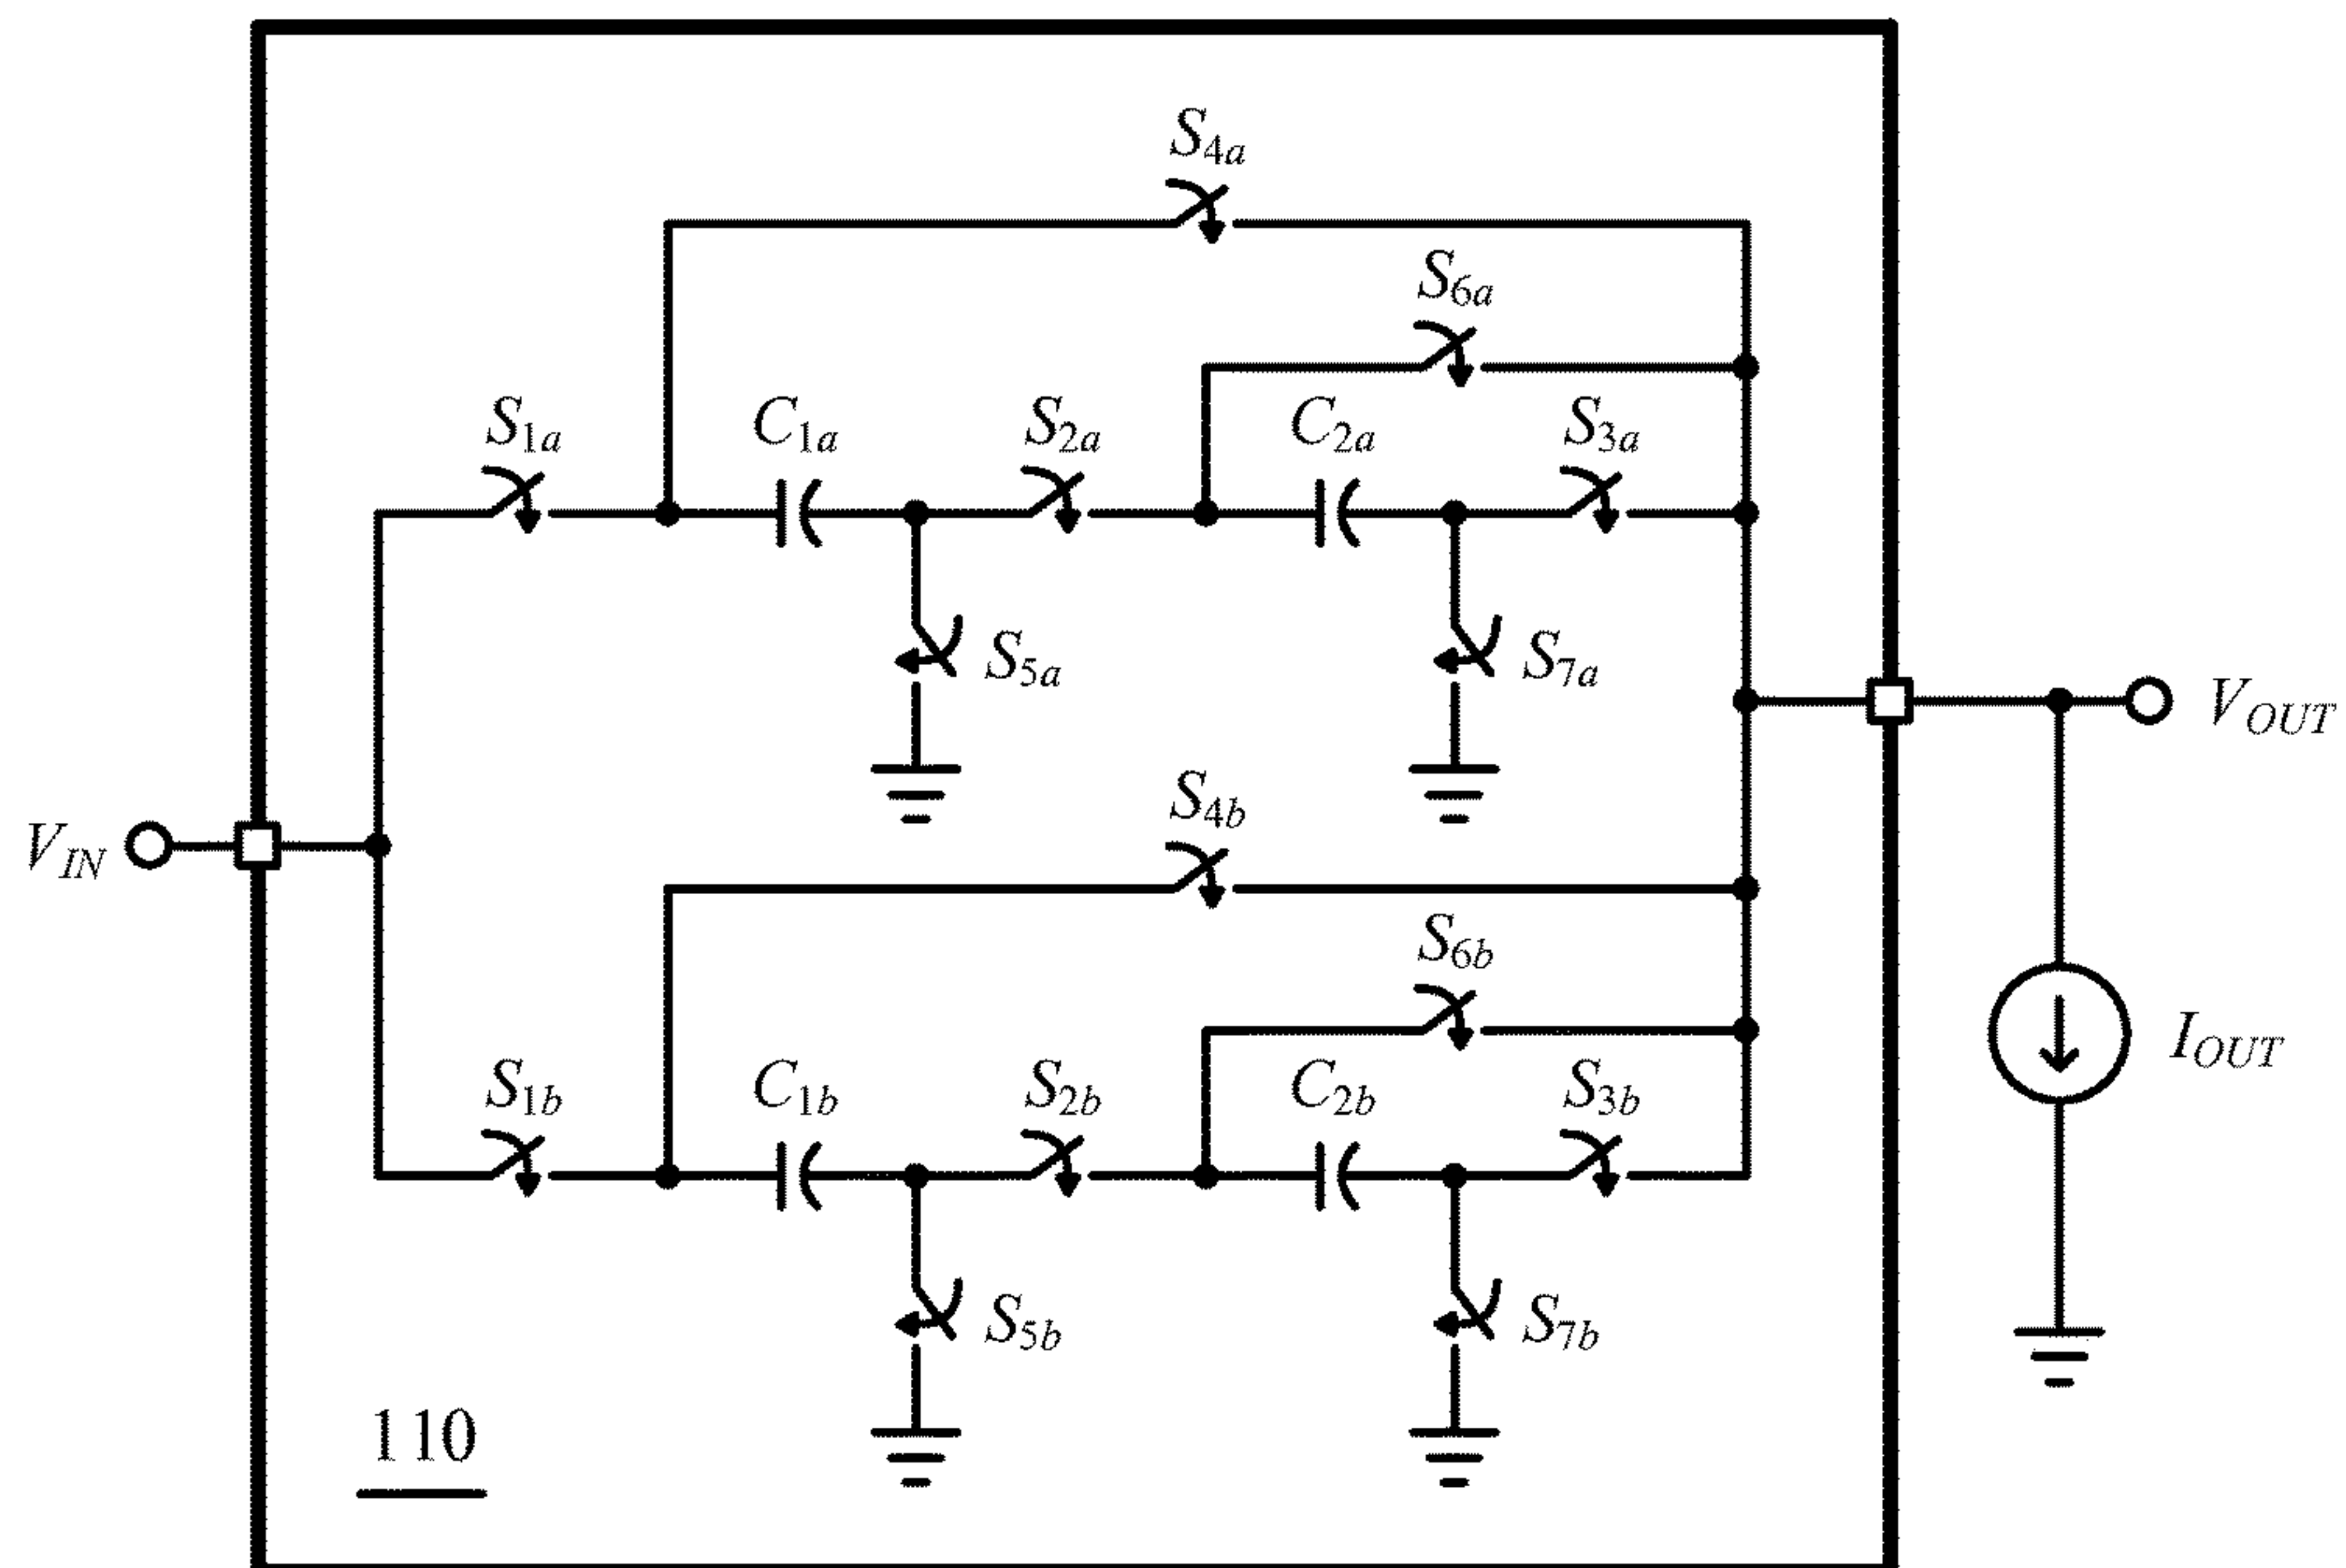 S4a
S6a
S1a
C1a
S2a
C2a
S3a
S5a
S7a
VOUT
S4b
VIN
S6b
IOUT
S1b
C1b
S2b
C2b
S3b
S5b
S7b
110